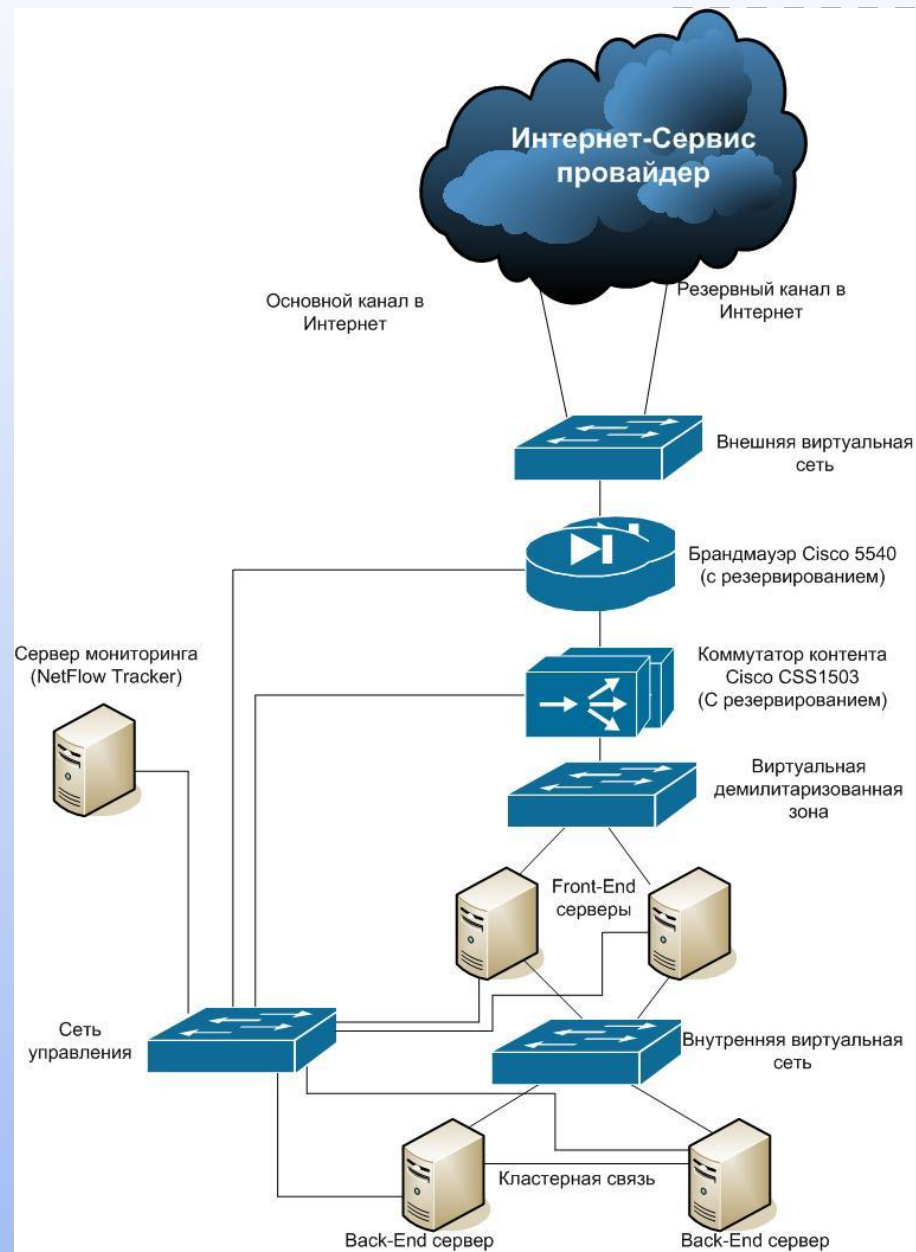 Интернет-Сервис
провайдер
Основной канал в
Интернет
Резервный канал в
Интернет
Внешняя виртуальная
сеть
Брандмауэр Cisco 5540
(с резервированием)
Сервер мониторинга
(NetFlow Tracker)
Коммутатор контента
Cisco CSS1503
(С резервированием)
Виртуальная
демилитаризованная
зона
Front-End
серверы
Сеть
управления
Внутренняя виртуальная
сеть
Кластерная связь
Back-End сервер
Back-End сервер